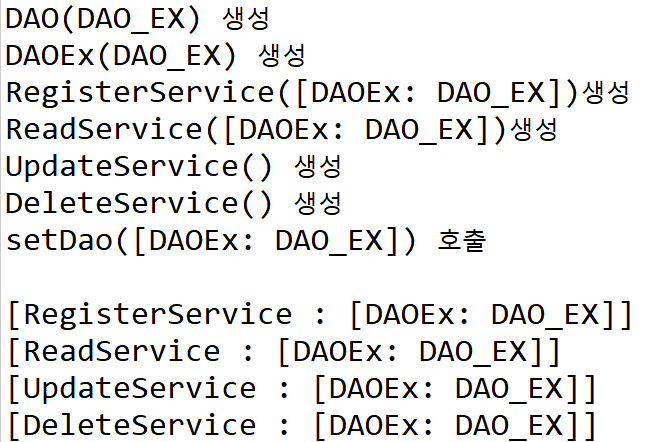 DAO(DAO_EX) 생성
DAOEx(DAO_EX) 생성
RegisterService([DAOEx: DAO_EX])생성
ReadService([DAOEx: DAO_EX])생성
UpdateService() 생성
DeleteService() 생성
setDao([DAOEx: DAO_EX]) 호출
[RegisterService : [DAOEx: DAO_EX]]
[ReadService : [DAOEx: DAO_EX]]
[UpdateService : [DAOEx: DAO_EX]]
[DeleteService : [DAOEx: DAO_EX]]